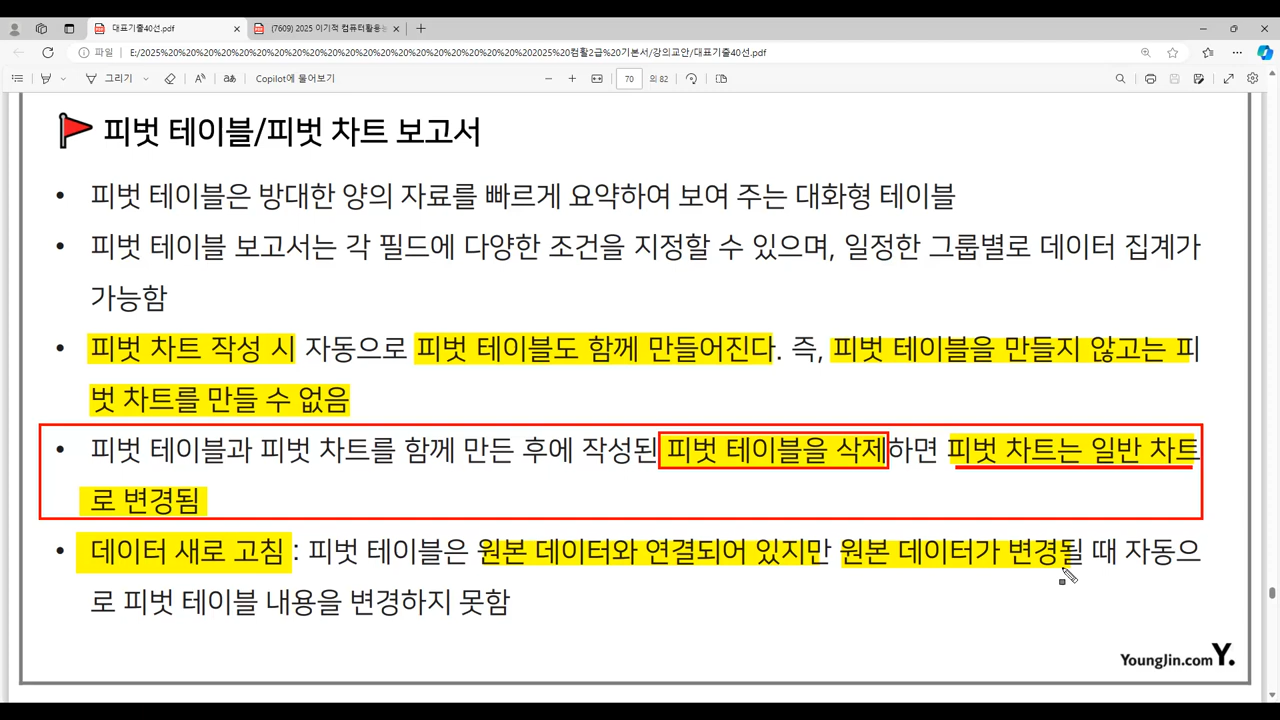 대표기출40선.pdf
(7609) 2025 이기적 컴퓨터활용능
파일
E:/2025%20%20%20%20%20%20%20%20%20%20%20%20%202025%20컴활2급%20기본서/강의교안/대표기출40선.pdf
그리기
aあ
Copilot에 물어보기
70 의 82
피벗 테이블/피벗 차트 보고서
• 피벗 테이블은 방대한 양의 자료를 빠르게 요약하여 보여 주는 대화형 테이블
• 피벗 테이블 보고서는 각 필드에 다양한 조건을 지정할 수 있으며, 일정한 그룹별로 데이터 집계가
가능함
• 피벗 차트 작성 시 자동으로 피벗 테이블도 함께 만들어진다. 즉, 피벗 테이블을 만들지 않고는 피
벗 차트를 만들 수 없음
• 피벗 테이블과 피벗 차트를 함께 만든 후에 작성된 피벗 테이블을 삭제하면 피벗 차트는 일반 차트
로 변경됨
• 데이터 새로 고침 : 피벗 테이블은 원본 데이터와 연결되어 있지만 원본 데이터가 변경될 때 자동으
로 피벗 테이블 내용을 변경하지 못함
YoungJin.com Y.